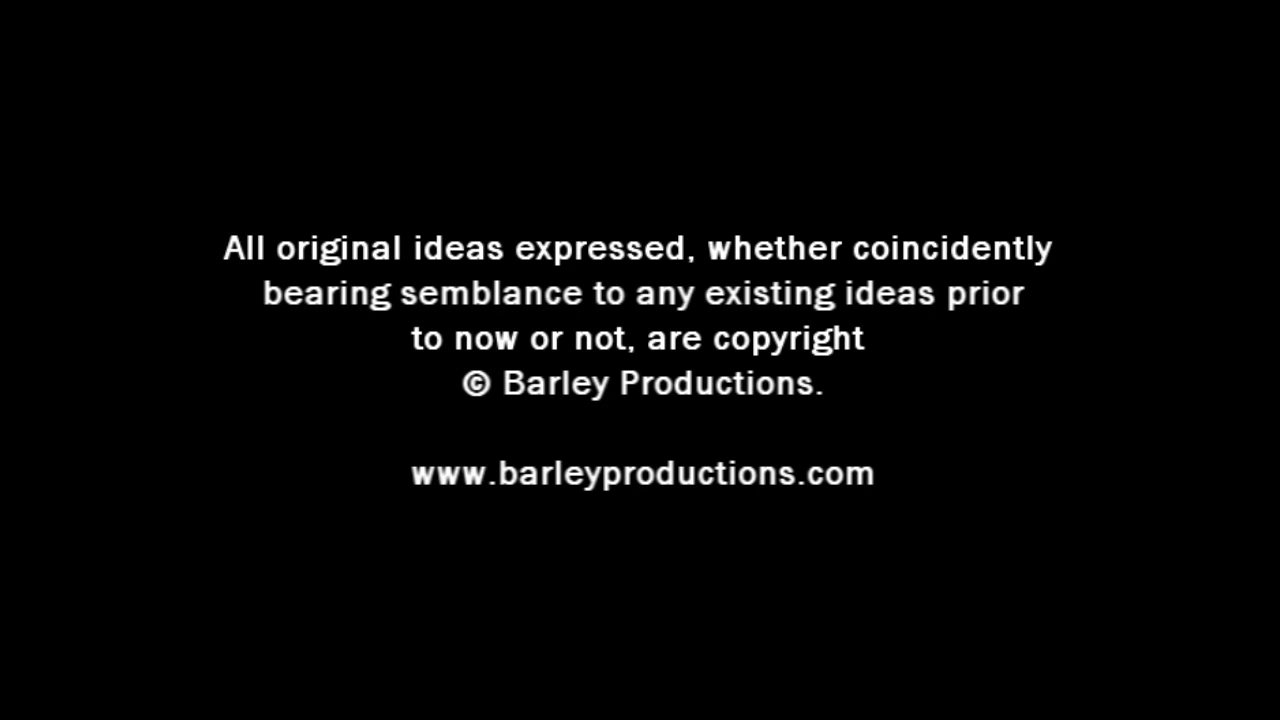 All original ideas expressed, whether coincidently
bearing semblance to any existing ideas prior
to now or not, are copyright
© Barley Productions.
www.barleyproductions.com